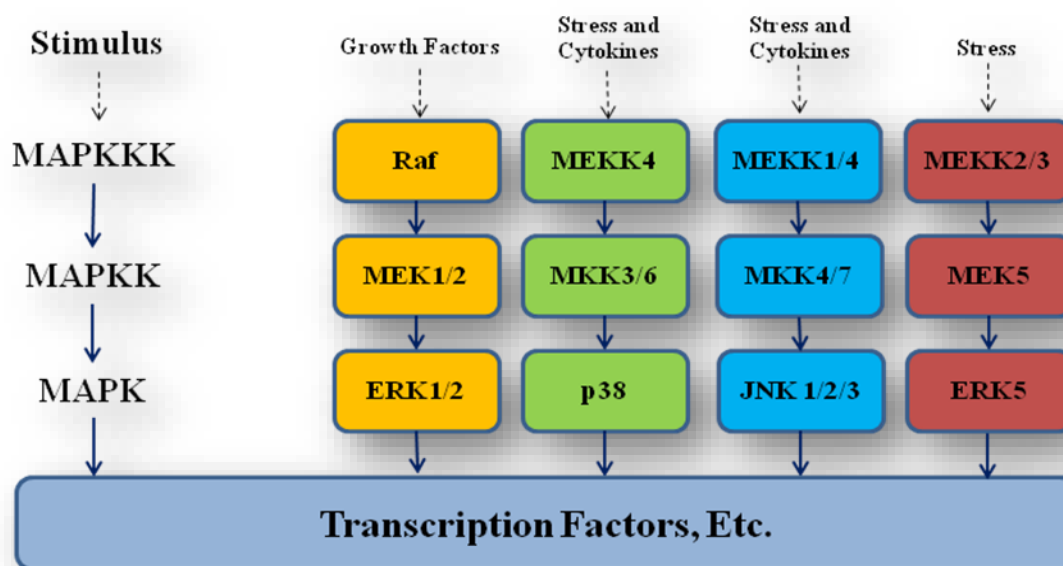 Stimulus
Growth Factors
Stress and
Cytokines
Stress and
Cytokines
Stress
MAPKKK
Raf
MEKK4
MEKK1/4
MEKK2/3
MAPKK
MEK1/2
MKK3/6
MKK4/7
MEK5
MAPK
ERK1/2
p38
JNK 1/2/3
ERK5
Transcription Factors, Etc.